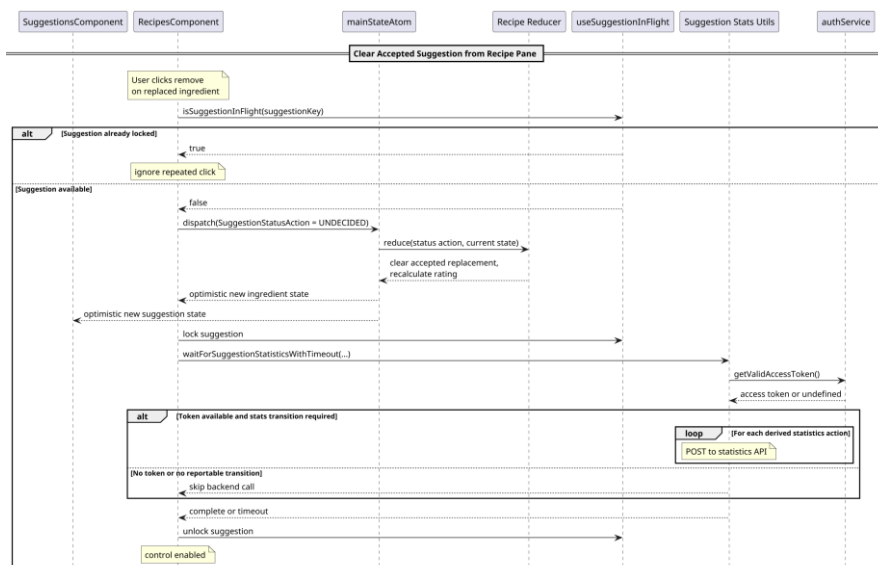 SuggestionsComponent RecipesComponent mainStateAtom Recipe Reducer useSuggestionInFlight Suggestion Stats Utils authService
Clear Accepted Suggestion from Recipe Pane
User clicks remove
on replaced ingredient
isSuggestionInFlight(suggestionKey)
alt [Suggestion already locked]
true
ignore repeated click
[Suggestion available]
false
dispatch(SuggestionStatusAction = UNDECIDED)
reduce(status action, current state)
clear accepted replacement,
recalculate rating
optimistic new ingredient state
optimistic new suggestion state
lock suggestion
waitForSuggestionStatisticsWithTimeout(...)
getValidAccessToken()
access token or undefined
alt [Token available and stats transition required]
loop [For each derived statistics action]
POST to statistics API
[No token or no reportable transition]
skip backend call
complete or timeout
unlock suggestion
control enabled